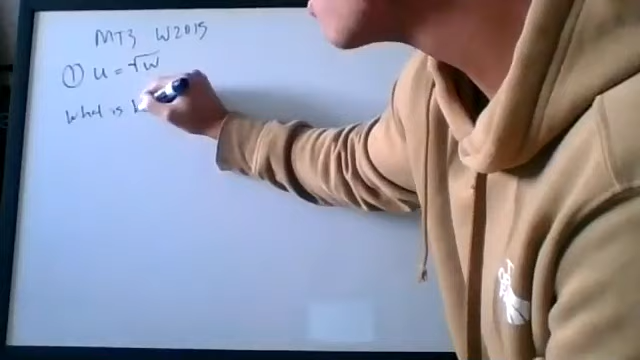 MT3 W2015
① u = √w
what is